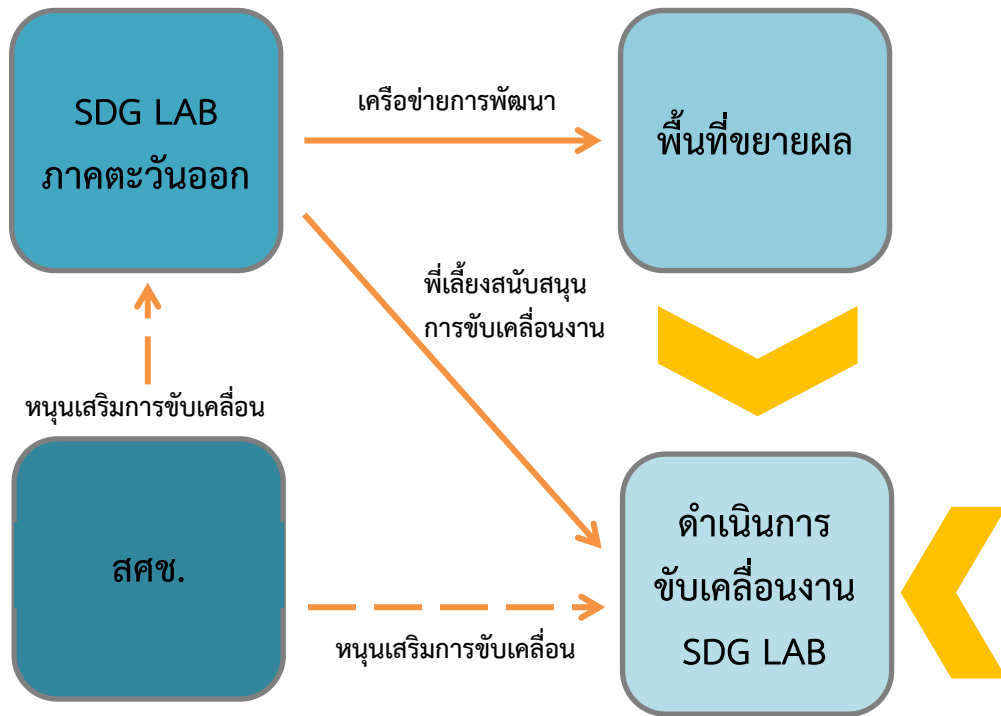 SDG LAB
ภาคตะวันออก
เครือข่ายการพัฒนา
พื้นที่ขยายผล
พี่เลี้ยงสนับสนุน
การขับเคลื่อนงาน
หนุนเสริมการขับเคลื่อน
สศช.
หนุนเสริมการขับเคลื่อน
ดำเนินการ
ขับเคลื่อนงาน
SDG LAB